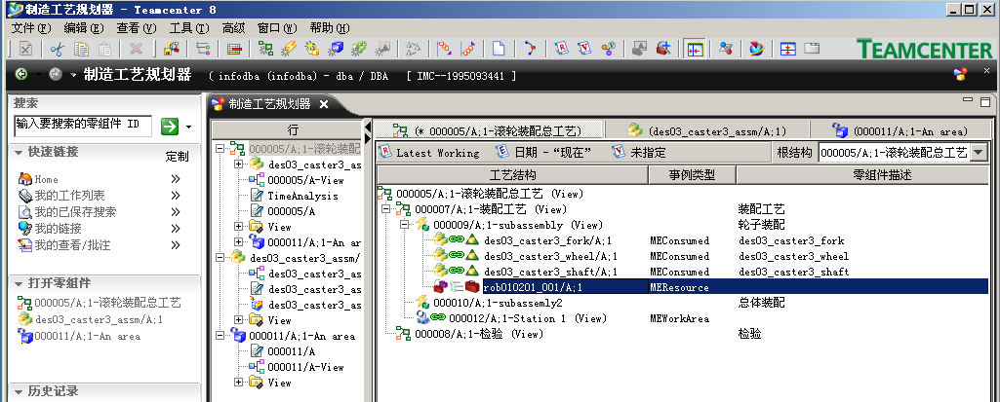 制造工艺规划器 - Teamcenter 8
文件(F) 编辑(E) 查看(V) 工具(T) 高级 窗口(W) 帮助(H)
TEAMCENTER
制造工艺规划器 ( infodba (infodba) - dba / DBA [ IMC--1995093441 ]
搜索
输入要搜索的零组件 ID
快速链接 定制
Home
我的工作列表
我的已保存搜索
我的链接
我的查看/批注
打开零组件
000005/A;1-滚轮装配总工艺
des03_caster3_assm/A;1
000011/A;1-An area
历史记录
制造工艺规划器
行
000005/A;1-滚轮装配
des03_caster3_as
000005/A-View
TimeAnalysis
000005/A
View
000011/A;1-An ar
des03_caster3_assm/
des03_caster3_as
des03_caster3_as
des03_caster3_as
View
000011/A;1-An area
000011/A
000011/A-View
View
(* 000005/A;1-滚轮装配总工艺) (des03_caster3_assm/A;1) (000011/A;1-An area)
Latest Working 日期 - “现在” 未指定 根结构 000005/A;1-滚轮装配总工艺
工艺结构 事例类型 零组件描述
000005/A;1-滚轮装配总工艺 (View)
000007/A;1-装配工艺 (View) 装配工艺
000009/A;1-subassembly (View) 轮子装配
des03_caster3_fork/A;1 MEConsumed des03_caster3_fork
des03_caster3_wheel/A;1 MEConsumed des03_caster3_wheel
des03_caster3_shaft/A;1 MEConsumed des03_caster3_shaft
rob010201_001/A;1 MEResource
000010/A;1-subassemly2 总体装配
000012/A;1-Station 1 (View) MEWorkArea
000008/A;1-检验 (View) 检验